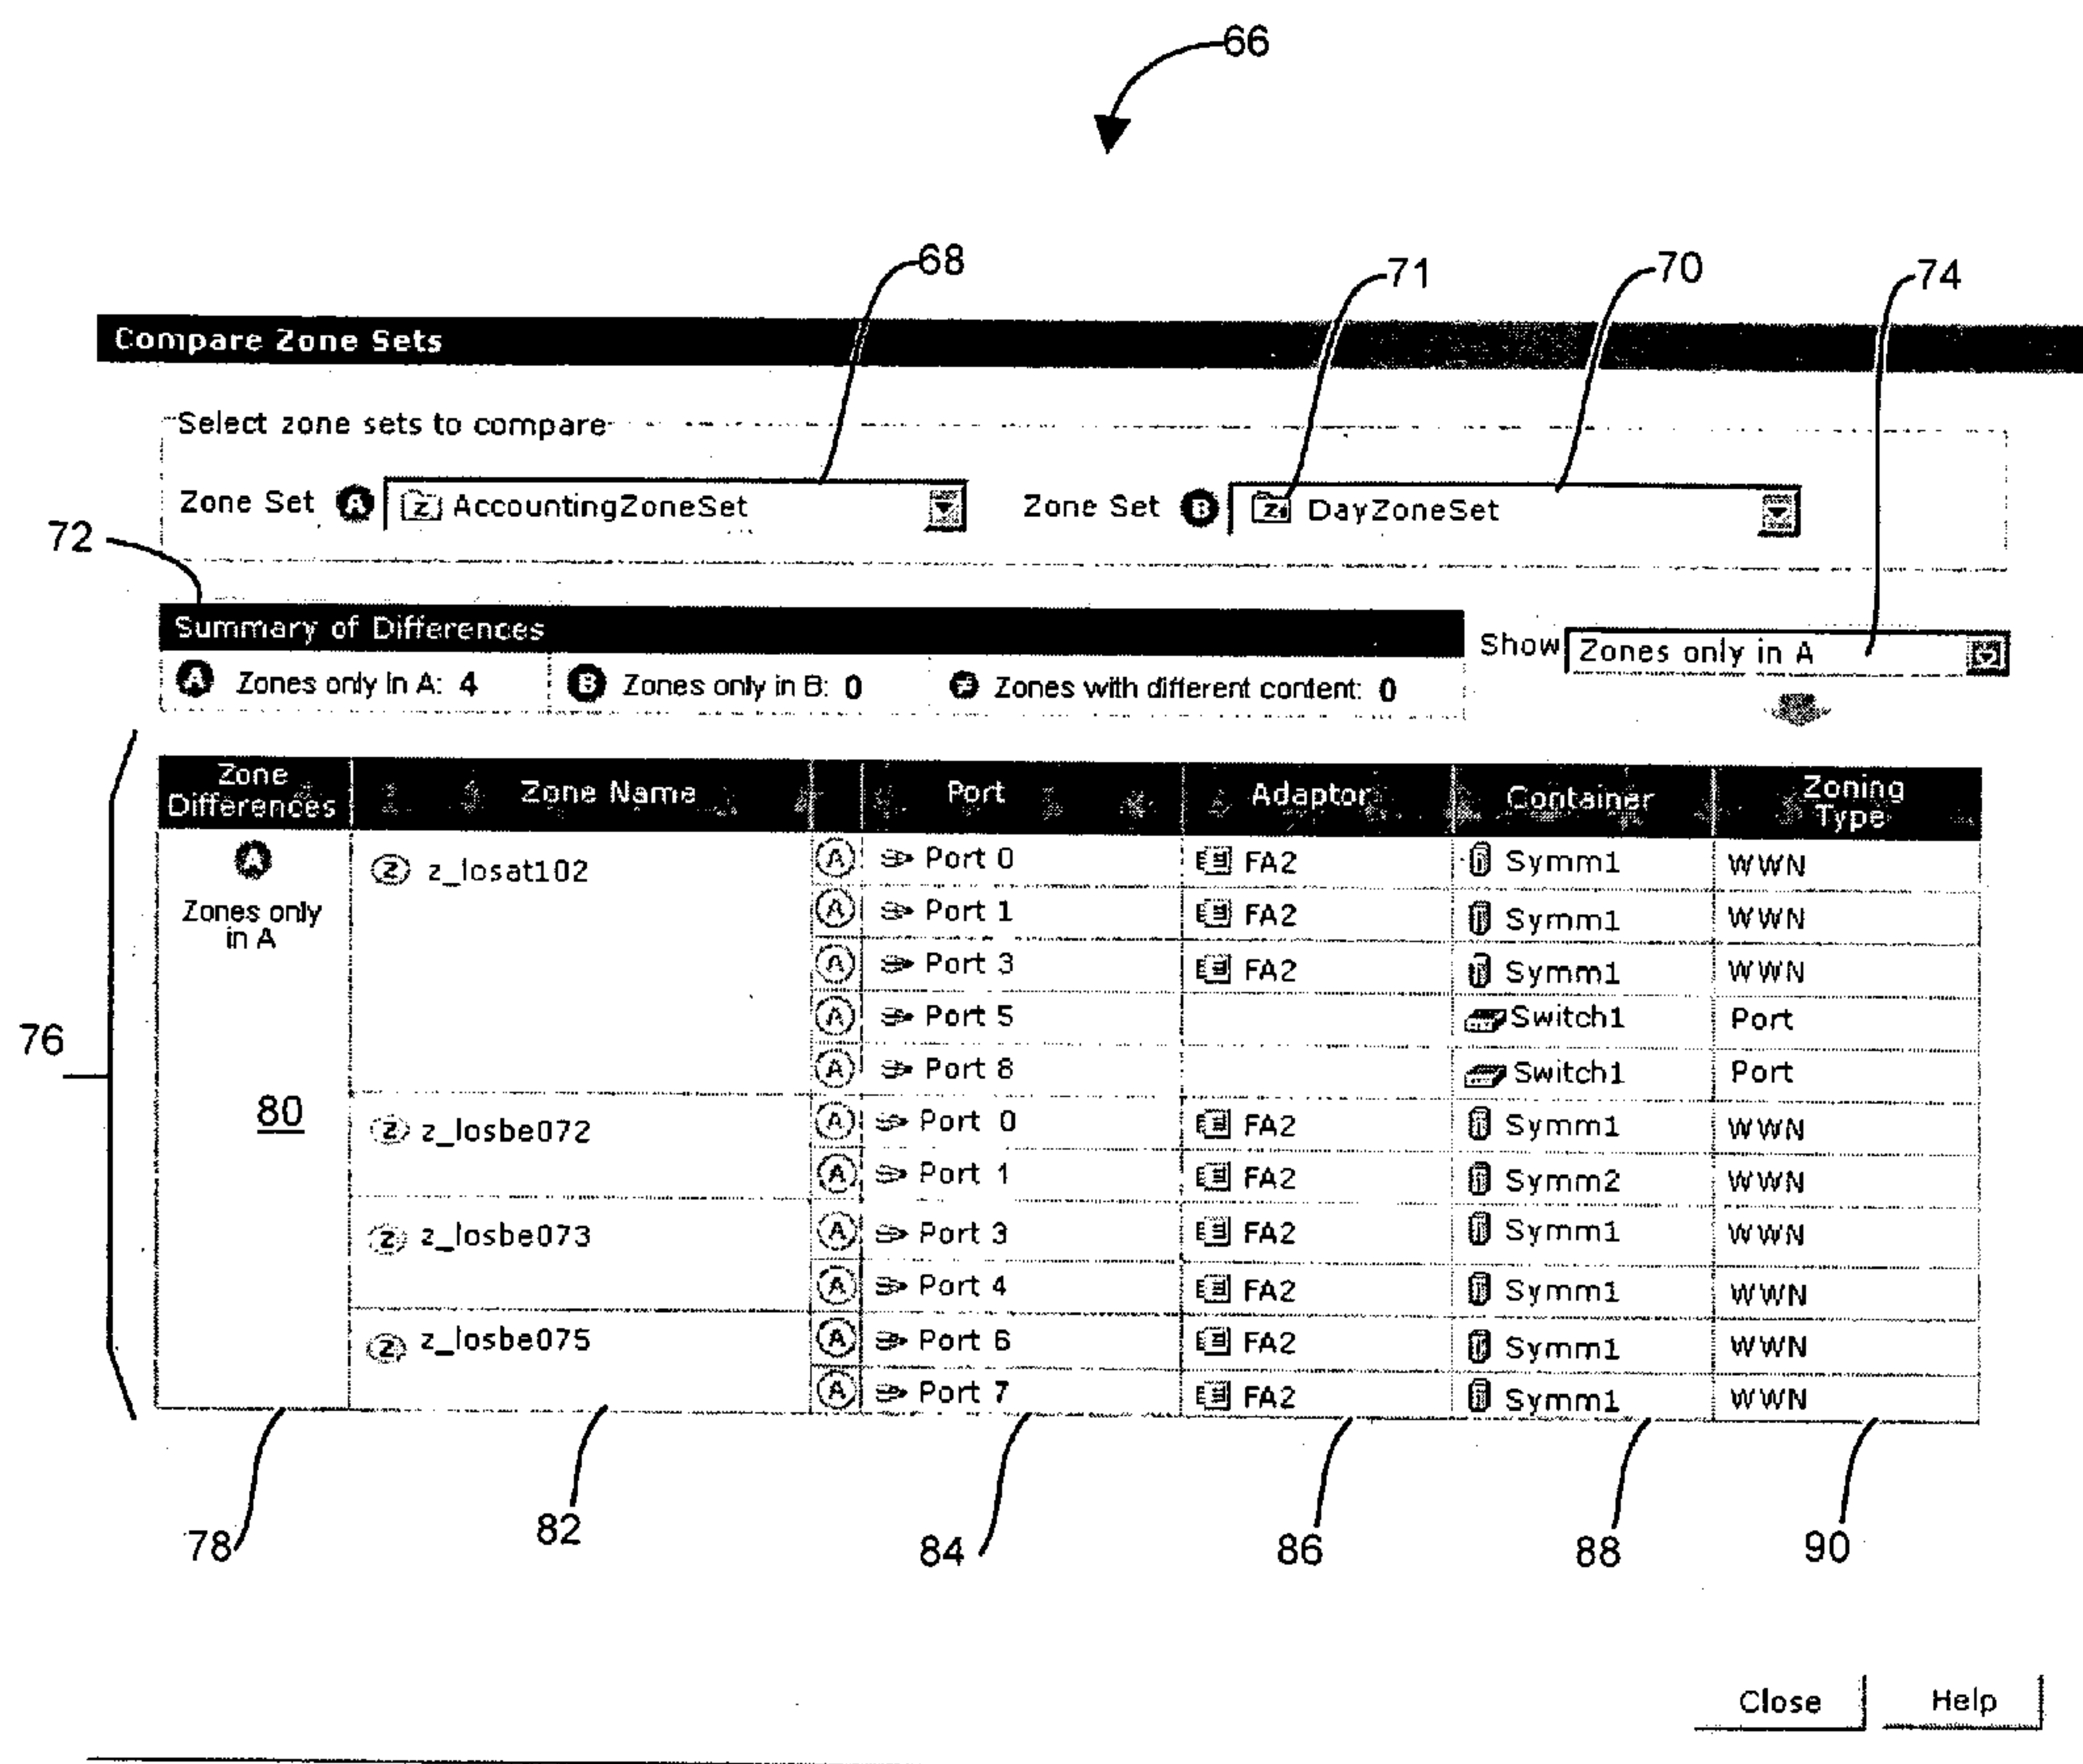 66
68
71
70
74
Compare Zone Sets
Select zone sets to compare
Zone Set A Z AccountingZoneSet
Zone Set B Z DayZoneSet
72
Summary of Differences
A Zones only in A: 4
B Zones only in B: 0
≠ Zones with different content: 0
Show Zones only in A
76
Zone Differences Zone Name Port Adaptor Container Zoning Type
A Zones only in A
80
Z z_losat102 A Port 0 FA2 Symm1 WWN
A Port 1 FA2 Symm1 WWN
A Port 3 FA2 Symm1 WWN
A Port 5 Switch1 Port
A Port 8 Switch1 Port
Z z_losbe072 A Port 0 FA2 Symm1 WWN
A Port 1 FA2 Symm2 WWN
Z z_losbe073 A Port 3 FA2 Symm1 WWN
A Port 4 FA2 Symm1 WWN
Z z_losbe075 A Port 6 FA2 Symm1 WWN
A Port 7 FA2 Symm1 WWN
78
82
84
86
88
90
Close
Help